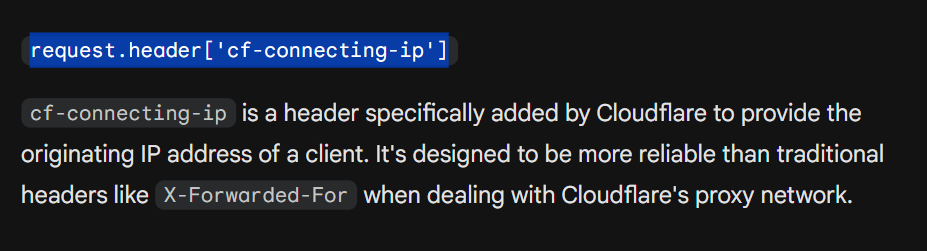 request.header['cf-connecting-ip']
cf-connecting-ip is a header specifically added by Cloudflare to provide the
originating IP address of a client. It's designed to be more reliable than traditional
headers like X-Forwarded-For when dealing with Cloudflare's proxy network.